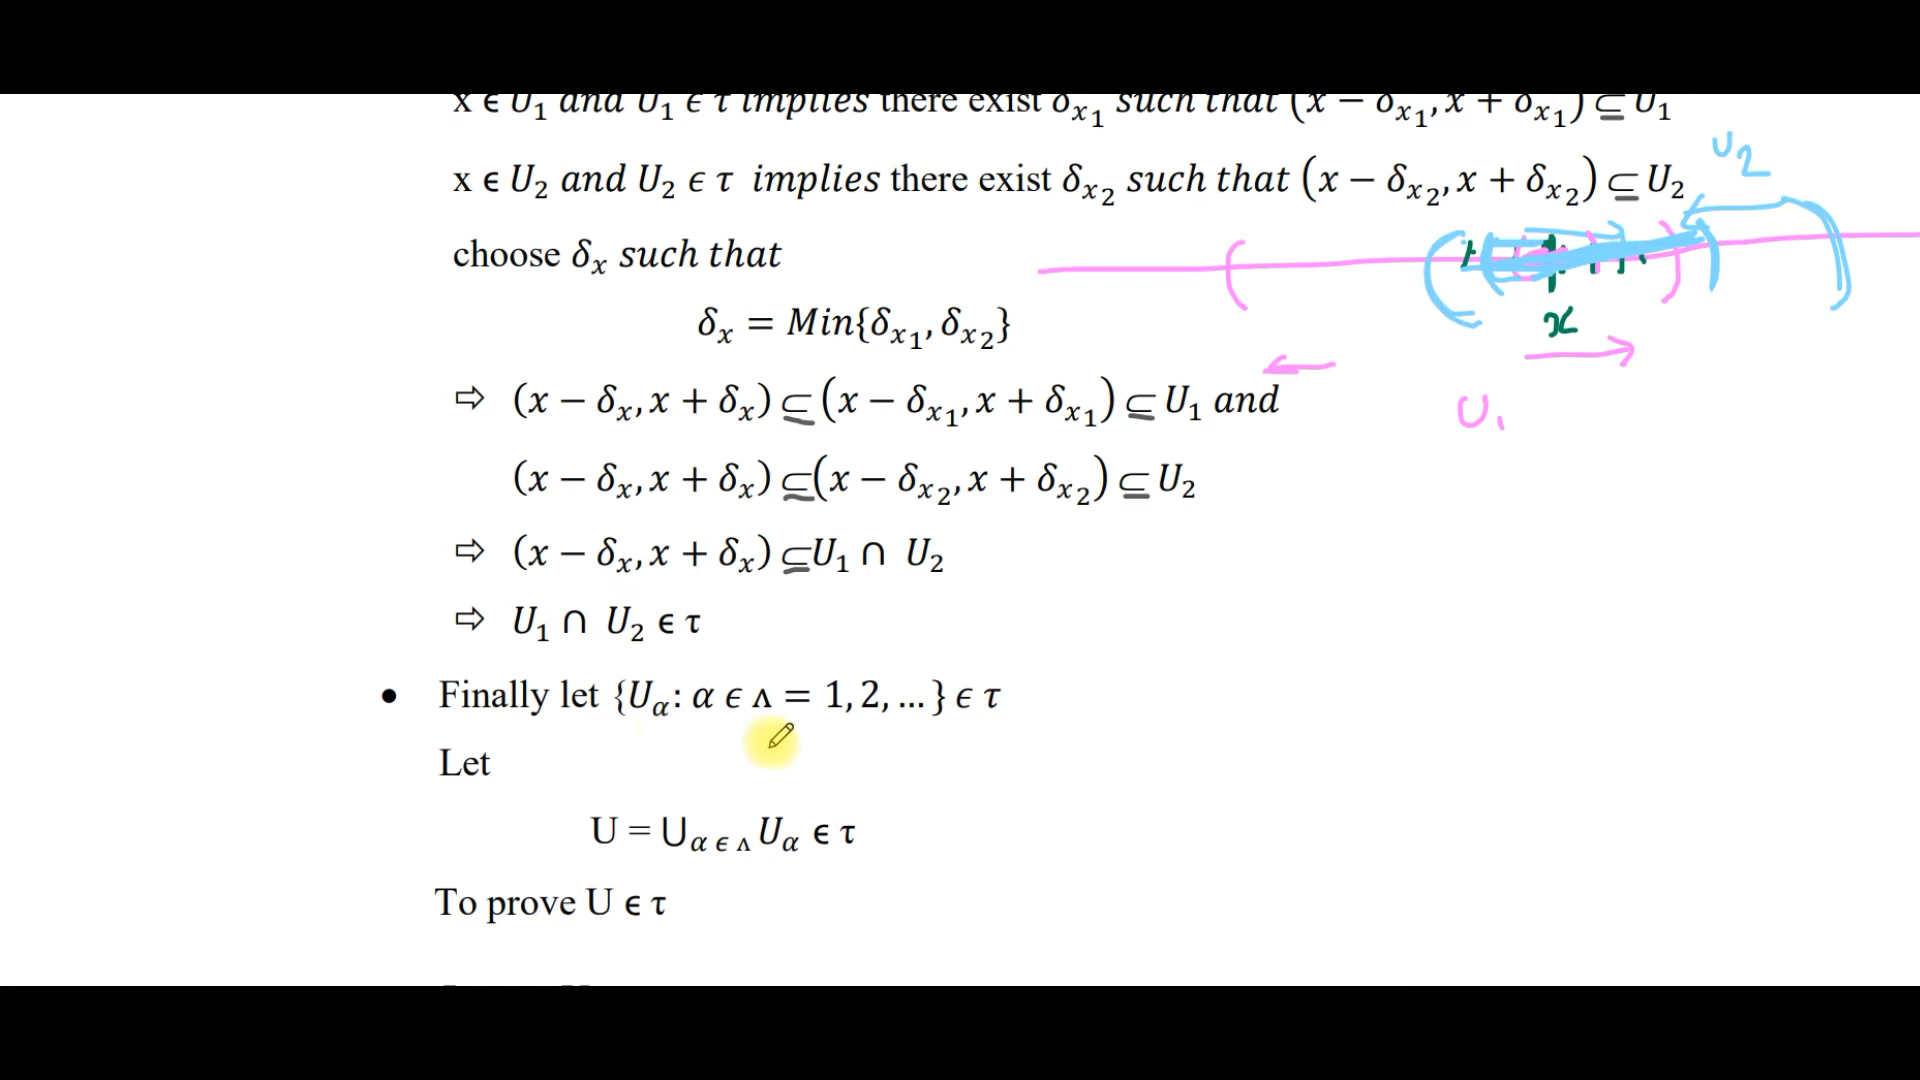 x ϵ U₁ and U₁ ϵ τ implies there exist δₓ₁ such that (x − δₓ₁, x + δₓ₁) ⊆ U₁
x ϵ U₂ and U₂ ϵ τ implies there exist δₓ₂ such that (x − δₓ₂, x + δₓ₂) ⊆ U₂
U2
choose δₓ such that
x
δₓ = Min{δₓ₁, δₓ₂}
⇨ (x − δₓ, x + δₓ) ⊆ (x − δₓ₁, x + δₓ₁) ⊆ U₁ and
U₁
(x − δₓ, x + δₓ) ⊆ (x − δₓ₂, x + δₓ₂) ⊆ U₂
⇨ (x − δₓ, x + δₓ) ⊆ U₁ ∩ U₂
⇨ U₁ ∩ U₂ ϵ τ
• Finally let {U_α: α ϵ ʌ = 1, 2, … } ϵ τ
Let
U = ⋃_{α ϵ ʌ} U_α ϵ τ
To prove U ϵ τ